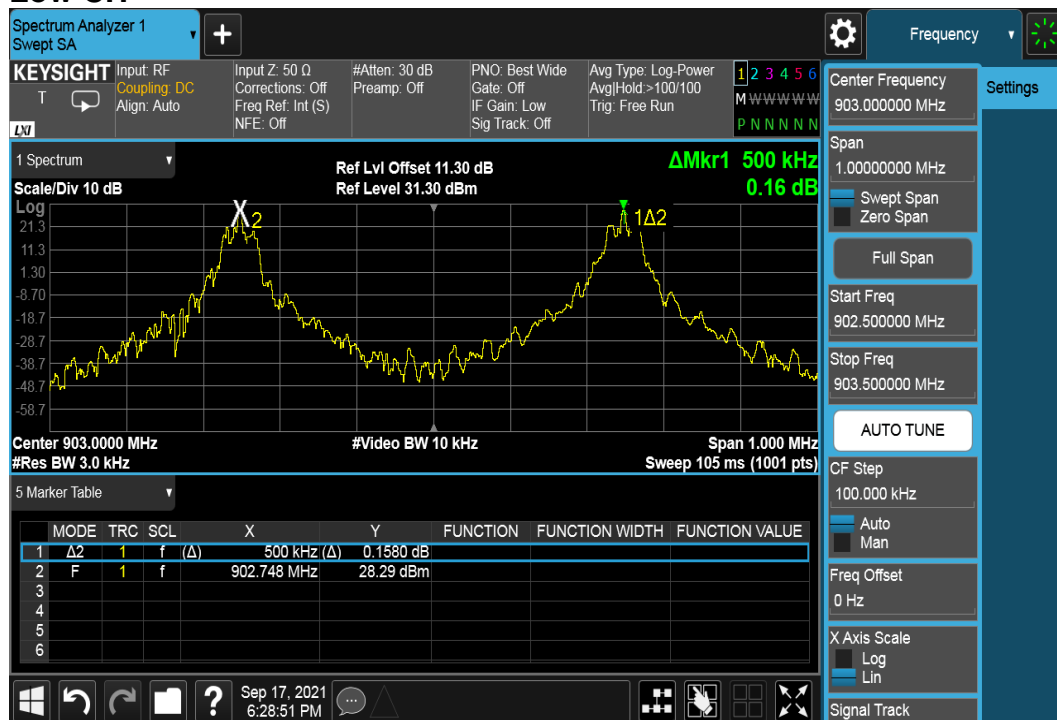 Spectrum Analyzer 1
Swept SA
Frequency
KEYSIGHT
T
LXI
Input: RF
Coupling: DC
Align: Auto
Input Z: 50 Ω
Corrections: Off
Freq Ref: Int (S)
NFE: Off
#Atten: 30 dB
Preamp: Off
PNO: Best Wide
Gate: Off
IF Gain: Low
Sig Track: Off
Avg Type: Log-Power
Avg|Hold:>100/100
Trig: Free Run
1 2 3 4 5 6
M W W W W W
P N N N N N
1 Spectrum
Scale/Div 10 dB
Ref Lvl Offset 11.30 dB
Ref Level 31.30 dBm
ΔMkr1 500 kHz
0.16 dB
Log
21.3
11.3
1.30
-8.70
-18.7
-28.7
-38.7
-48.7
-58.7
X2
1Δ2
Center 903.0000 MHz
#Video BW 10 kHz
Span 1.000 MHz
#Res BW 3.0 kHz
Sweep 105 ms (1001 pts)
5 Marker Table
MODE TRC SCL X Y FUNCTION FUNCTION WIDTH FUNCTION VALUE
1 Δ2 1 f (Δ) 500 kHz (Δ) 0.1580 dB
2 F 1 f 902.748 MHz 28.29 dBm
3
4
5
6
?
Sep 17, 2021
6:28:51 PM
Center Frequency
903.000000 MHz
Settings
Span
1.00000000 MHz
Swept Span
Zero Span
Full Span
Start Freq
902.500000 MHz
Stop Freq
903.500000 MHz
AUTO TUNE
CF Step
100.000 kHz
Auto
Man
Freq Offset
0 Hz
X Axis Scale
Log
Lin
Signal Track